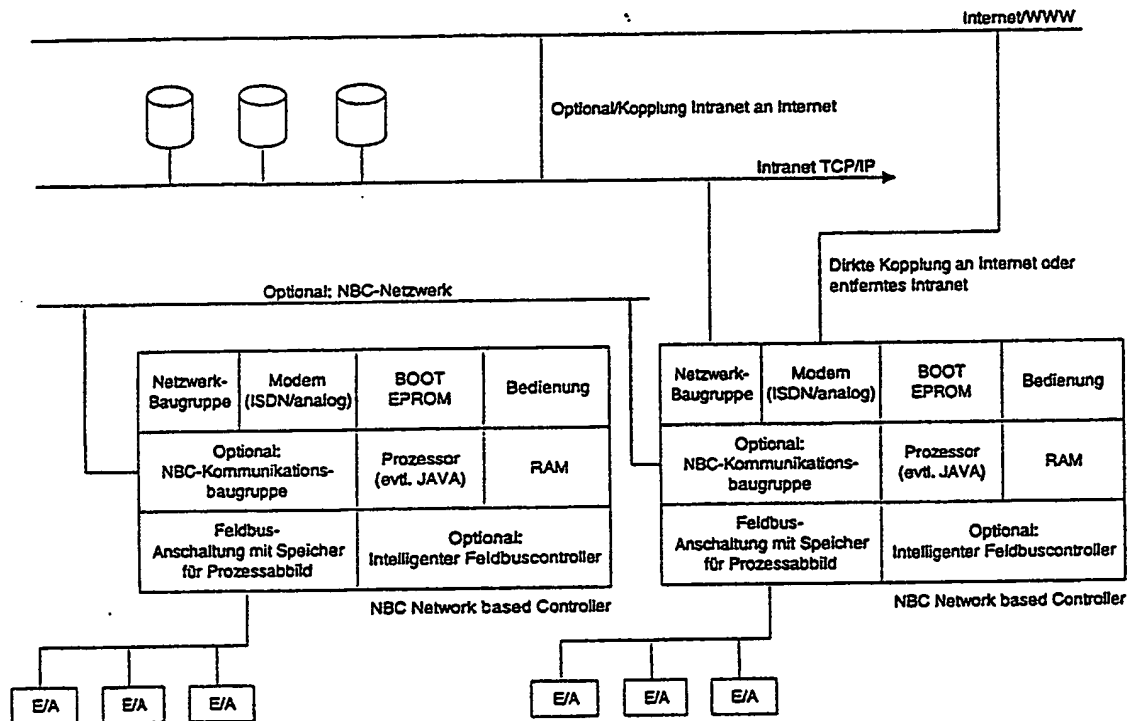 Internet/WWW
Optional/Kopplung Intranet an Internet
Intranet TCP/IP
Dirkte Kopplung an Internet oder
entferntes Intranet
Optional: NBC-Netzwerk
Netzwerk-
Baugruppe
Modem
(ISDN/analog)
BOOT
EPROM
Bedienung
Optional:
NBC-Kommunikations-
baugruppe
Prozessor
(evtl. JAVA)
RAM
Feldbus-
Anschaltung mit Speicher
für Prozessabbild
Optional:
Intelligenter Feldbuscontroller
NBC Network based Controller
E/A
E/A
E/A
Netzwerk-
Baugruppe
Modem
(ISDN/analog)
BOOT
EPROM
Bedienung
Optional:
NBC-Kommunikations-
baugruppe
Prozessor
(evtl. JAVA)
RAM
Feldbus-
Anschaltung mit Speicher
für Prozessabbild
Optional:
Intelligenter Feldbuscontroller
NBC Network based Controller
E/A
E/A
E/A